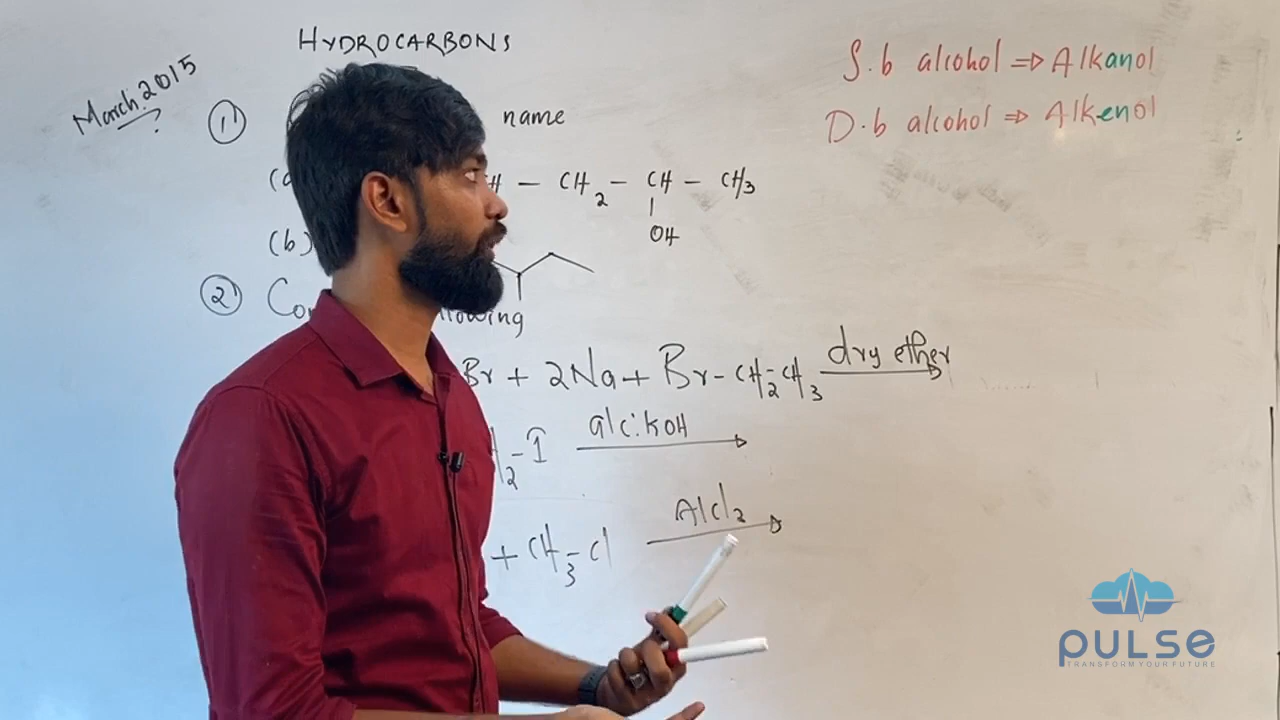 HYDROCARBONS
March 2015
?
1
name
S.b alcohol ⇒ Alkanol
D.b alcohol ⇒ Alkenol
(a
H — CH2 — CH — CH3
|
OH
(b)
2 Co llowing
Br + 2Na + Br-CH2-CH3 dry ether →
H2-I alc:KOH →
+ CH3-Cl AlCl3 →
PULSE
TRANSFORM YOUR FUTURE